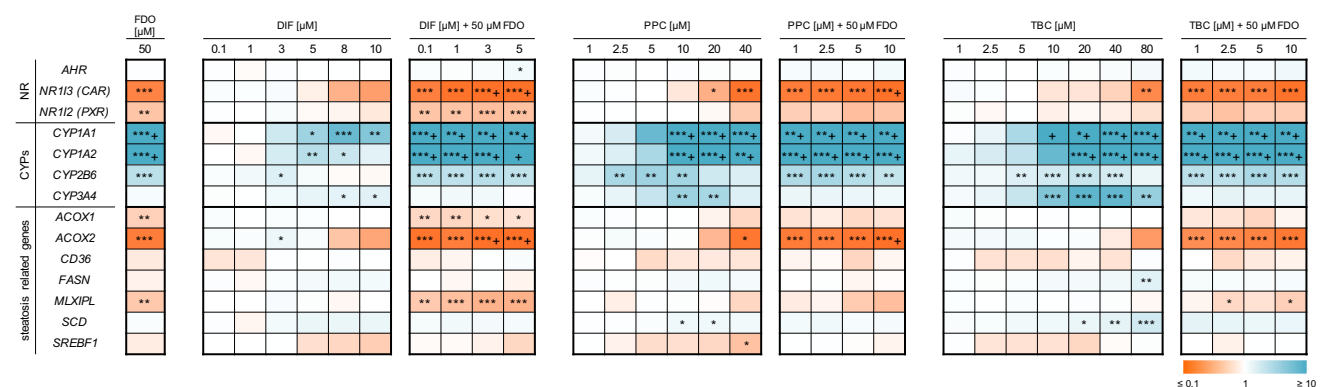 FDO [µM] DIF [µM] DIF [µM] + 50 µM FDO PPC [µM] PPC [µM] + 50 µM FDO TBC [µM] TBC [µM] + 50 µM FDO
50 0.1 1 3 5 8 10 0.1 1 3 5 1 2.5 5 10 20 40 1 2.5 5 10 1 2.5 5 10 20 40 80 1 2.5 5 10
NR
AHR *
NR1I3 (CAR) *** *** *** ***+ ***+ * *** *** *** *** ***+ ** *** *** *** ***
NR1I2 (PXR) ** ** ** *** ***
CYPs
CYP1A1 ***+ * *** ** ***+ **+ **+ **+ ***+ ***+ ***+ **+ **+ **+ **+ + *+ ***+ ***+ **+ **+ **+ **+
CYP1A2 ***+ ** * ***+ ***+ ***+ + ***+ ***+ **+ ***+ ***+ ***+ ***+ ***+ ***+ ***+ ***+ ***+ ***+ ***+
CYP2B6 *** * *** *** *** *** ** ** ** *** *** *** ** ** *** *** *** *** *** *** ***
CYP3A4 * * ** ** *** *** *** **
steatosis related genes
ACOX1 ** ** ** * *
ACOX2 *** * *** *** ***+ ***+ * *** *** *** ***+ *** *** *** ***
CD36
FASN **
MLXIPL ** ** *** *** *** * *
SCD * * * ** ***
SREBF1 *
≤ 0.1 1 ≥ 10